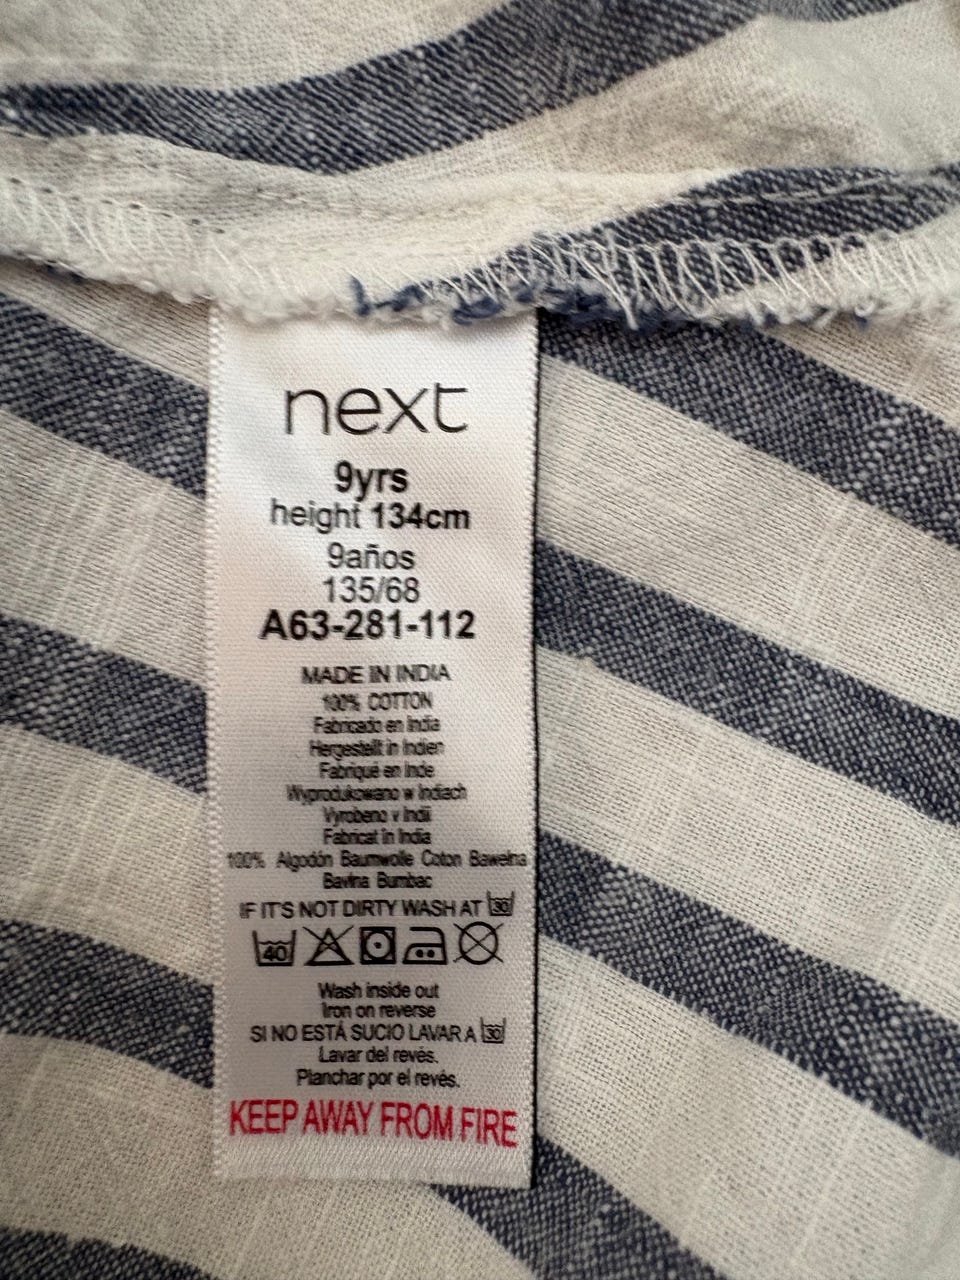 next
9yrs
height 134cm
9años
135/68
A63-281-112
MADE IN INDIA
100% COTTON
Fabricado en India
Hergestellt in Indien
Fabriqué en Inde
Wyprodukowano w Indiach
Vyrobeno v Indii
Fabricat în India
100% Algodón Baumwolle Coton Bawełna
Bavlna Bumbac
IF IT'S NOT DIRTY WASH AT 30
40
Wash inside out
Iron on reverse
SI NO ESTÁ SUCIO LAVAR A 30
Lavar del revés.
Planchar por el revés.
KEEP AWAY FROM FIRE